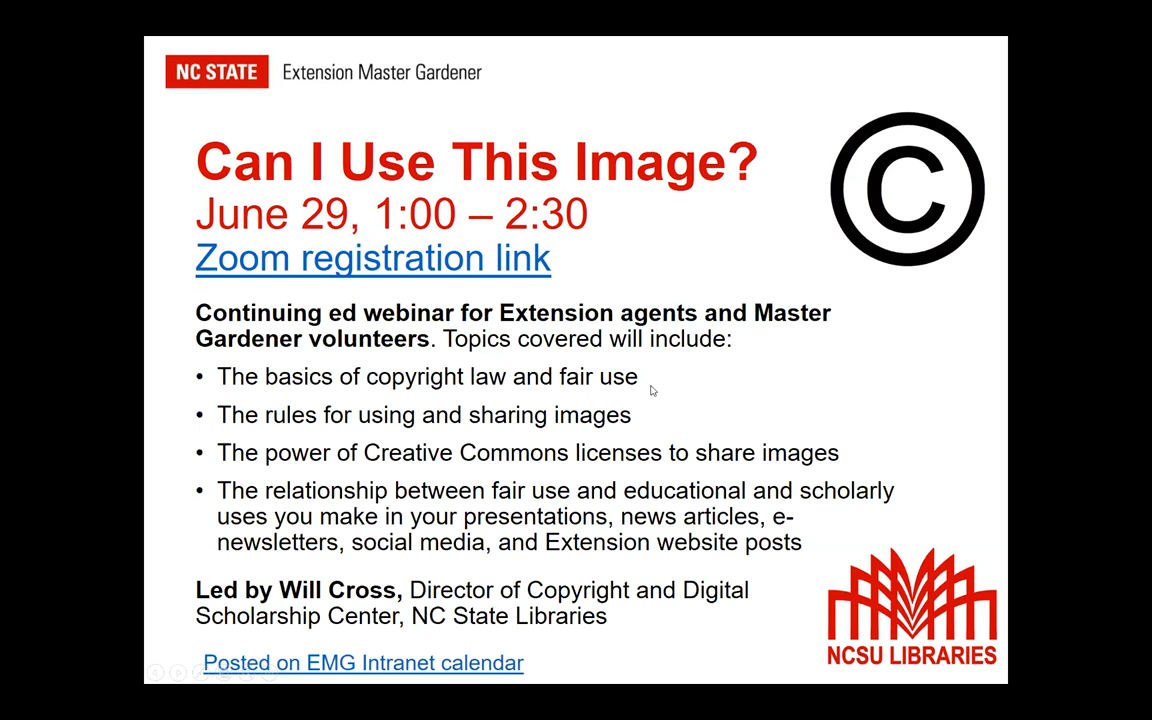 NC STATE Extension Master Gardener
©
Can I Use This Image?
June 29, 1:00 – 2:30
Zoom registration link
Continuing ed webinar for Extension agents and Master
Gardener volunteers. Topics covered will include:
• The basics of copyright law and fair use
• The rules for using and sharing images
• The power of Creative Commons licenses to share images
• The relationship between fair use and educational and scholarly
uses you make in your presentations, news articles, e-
newsletters, social media, and Extension website posts
Led by Will Cross, Director of Copyright and Digital
Scholarship Center, NC State Libraries
NCSU LIBRARIES
Posted on EMG Intranet calendar